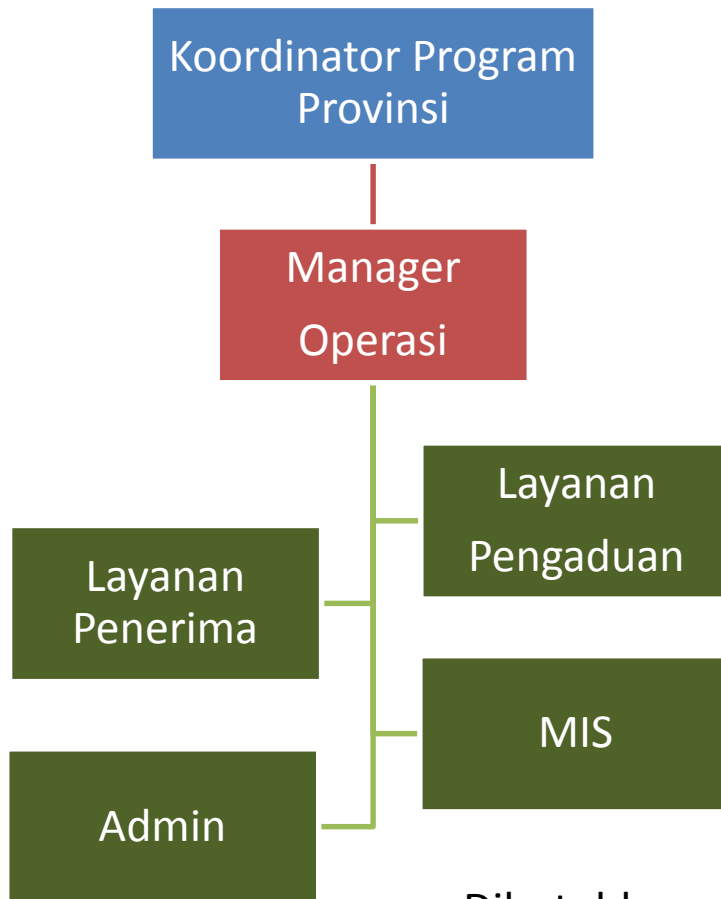 Koordinator Program
Provinsi
Manager
Operasi
Layanan
Pengaduan
Layanan
Penerima
MIS
Admin